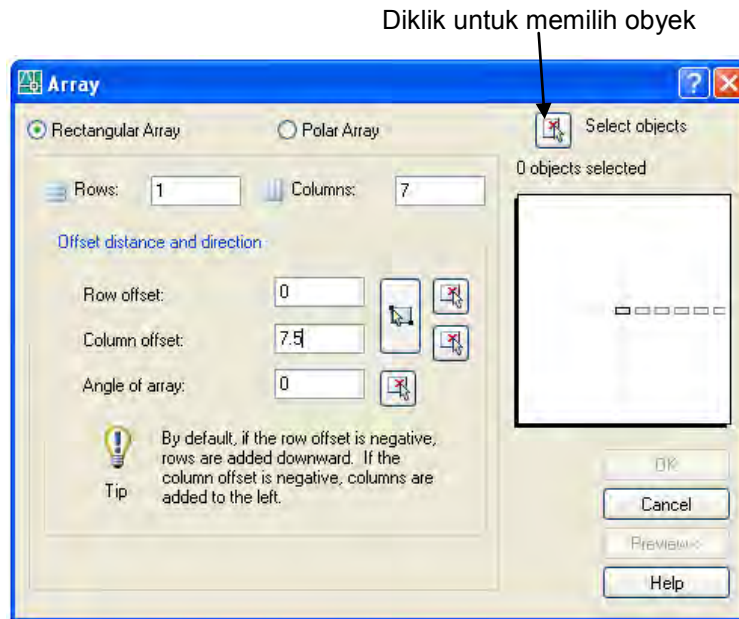 Diklik untuk memilih obyek
Array
Rectangular Array
Polar Array
Select objects
0 objects selected
Rows: 1
Columns: 7
Offset distance and direction
Row offset: 0
Column offset: 7.5
Angle of array: 0
By default, if the row offset is negative,
rows are added downward. If the
column offset is negative, columns are
added to the left.
Tip
OK
Cancel
Preview<
Help